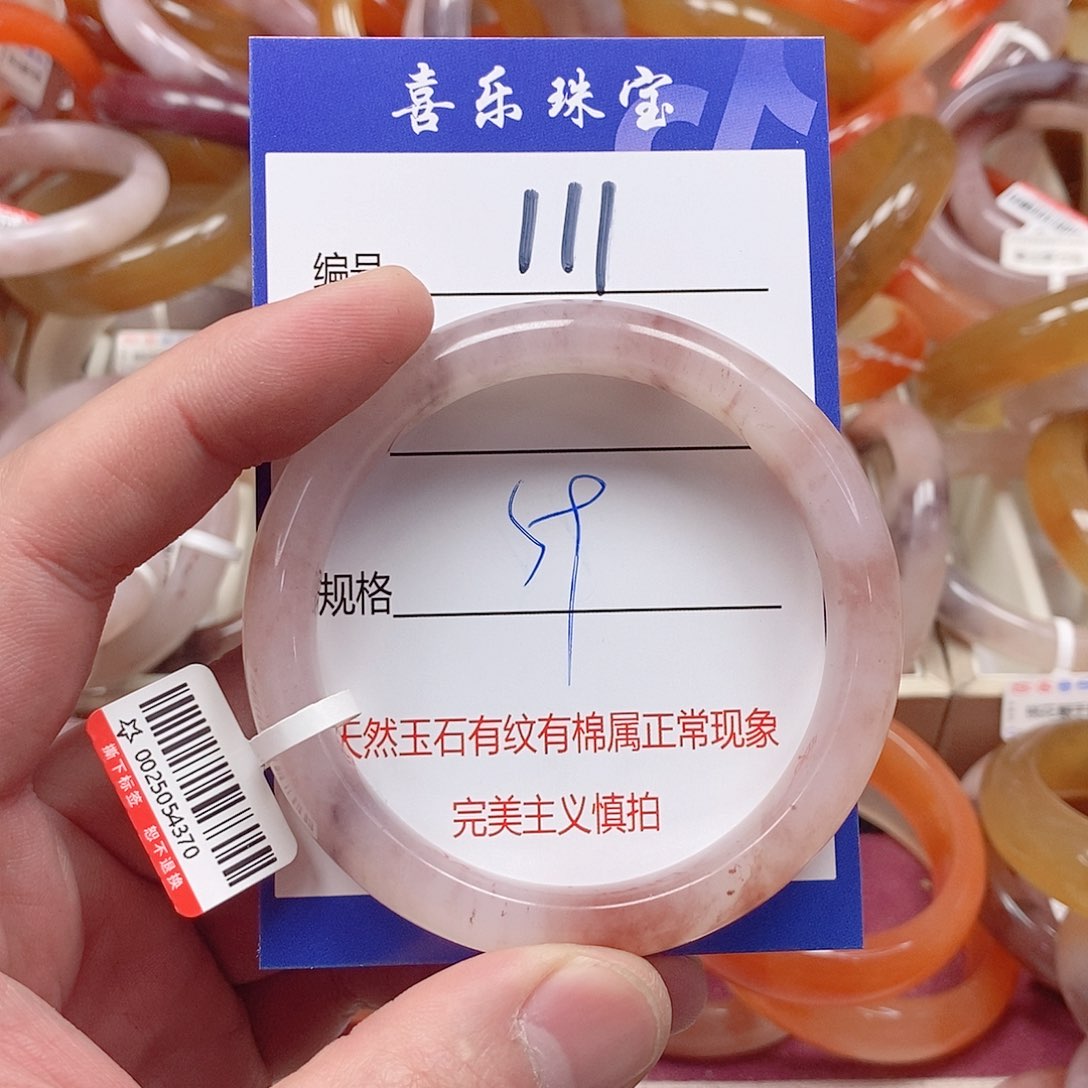 喜乐珠宝
编号 111
规格 59
天然玉石有纹有棉属正常现象
完美主义慎拍
0025054370
撕下标签 恕不退换